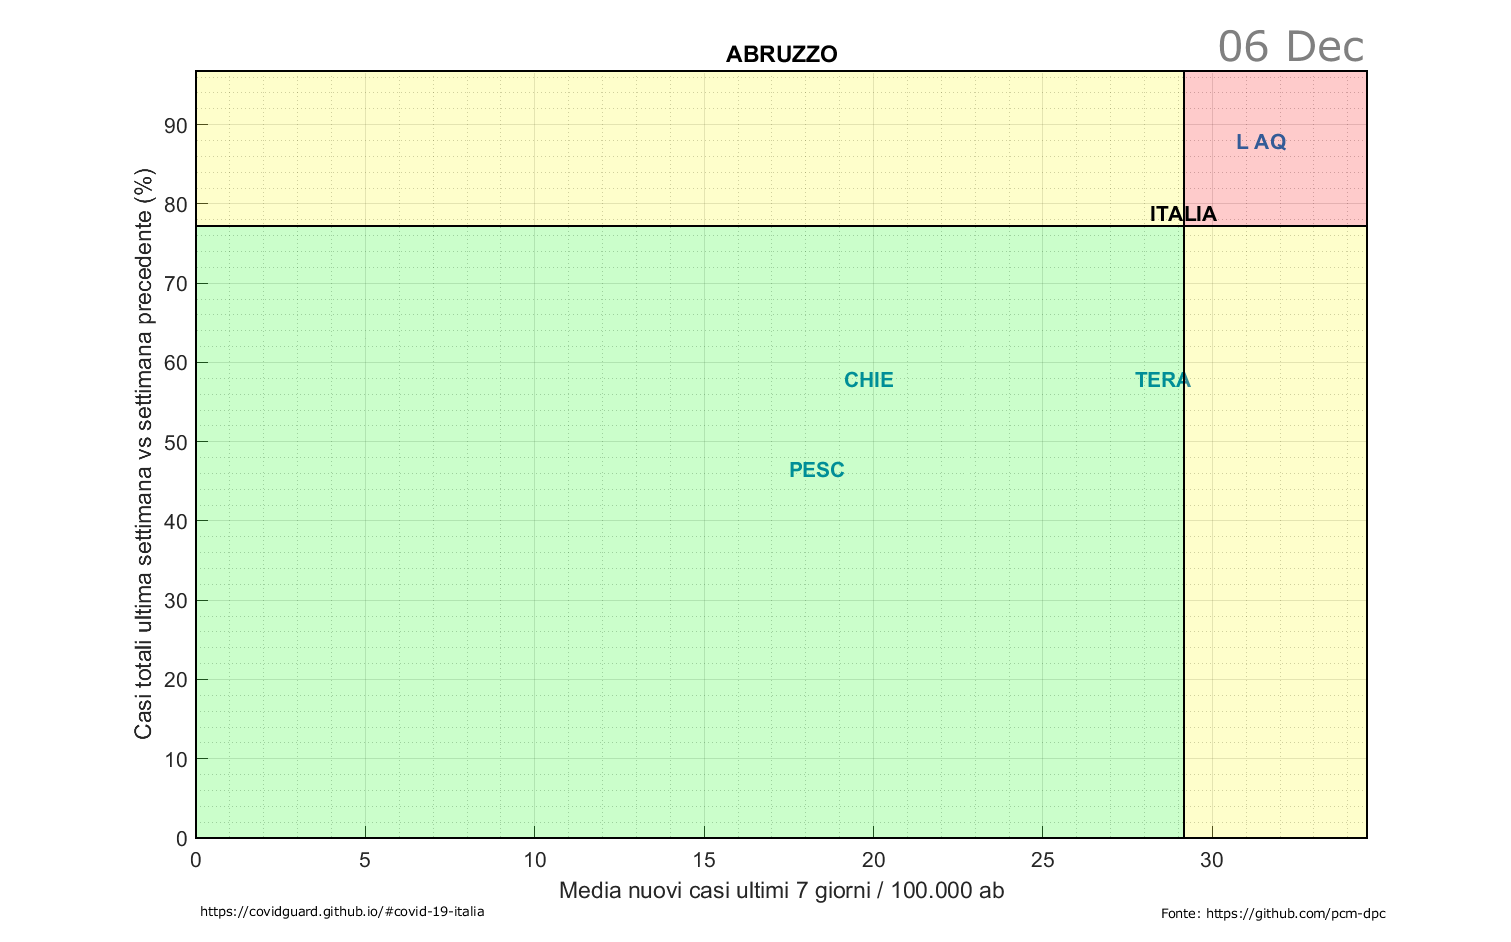 06 Dec
ABRUZZO
Casi totali ultima settimana vs settimana precedente (%)
90
80
70
60
50
40
30
20
10
0
L AQ
ITALIA
CHIE
TERA
PESC
0 5 10 15 20 25 30
Media nuovi casi ultimi 7 giorni / 100.000 ab
https://covidguard.github.io/#covid-19-italia
Fonte: https://github.com/pcm-dpc